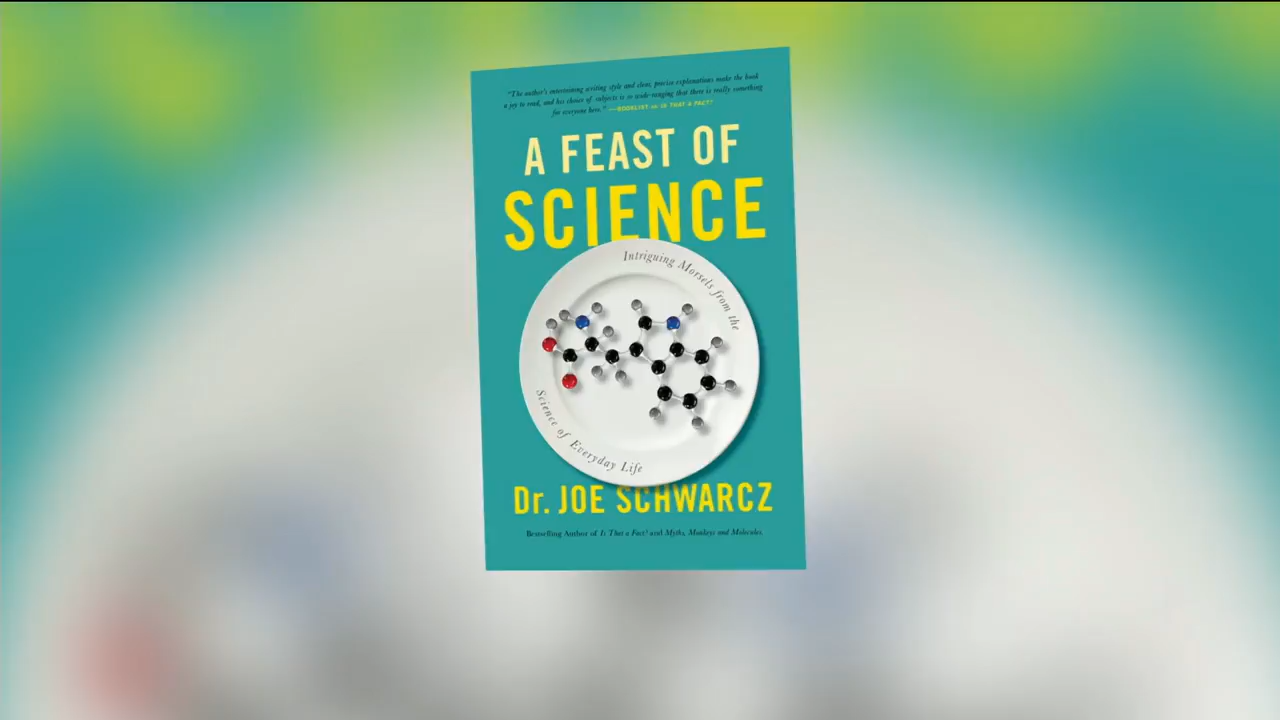 "The author's entertaining writing style and clear, precise explanations make the book
a joy to read, and his choice of subjects is so wide-ranging that there is really something
for everyone here." —BOOKLIST on IS THAT A FACT?
A FEAST OF
SCIENCE
Intriguing Morsels from the
Science of Everyday Life
Dr. JOE SCHWARCZ
Bestselling Author of Is That a Fact? and Myths, Monkeys and Molecules